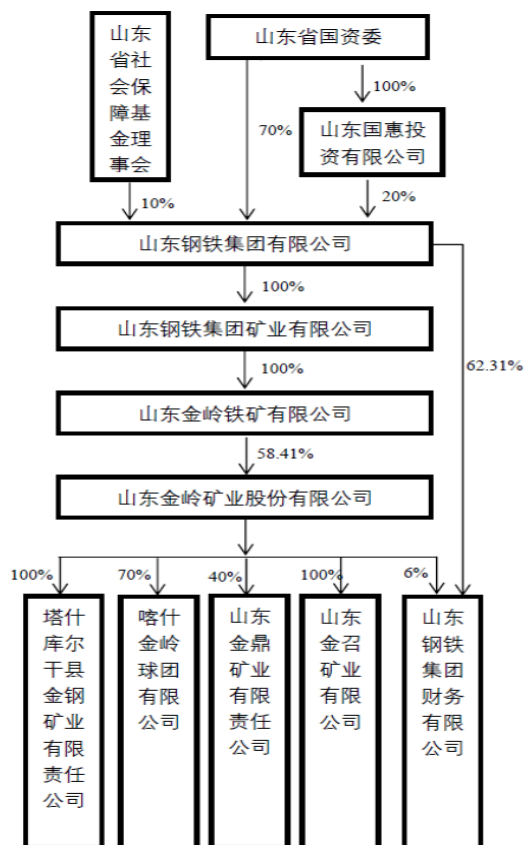 山东
省社
会保
障基
金理
事会
山东省国资委
100%
70%
山东国惠投
资有限公司
10%
20%
山东钢铁集团有限公司
100%
山东钢铁集团矿业有限公司
62.31%
100%
山东金岭铁矿有限公司
58.41%
山东金岭矿业股份有限公司
100%
70%
40%
100%
6%
塔什
库尔
干县
金钢
矿业
有限
责任
公司
喀什
金岭
球团
有限
公司
山东
金鼎
矿业
有限
责任
公司
山东
金召
矿业
有限
公司
山东
钢铁
集团
财务
有限
公司